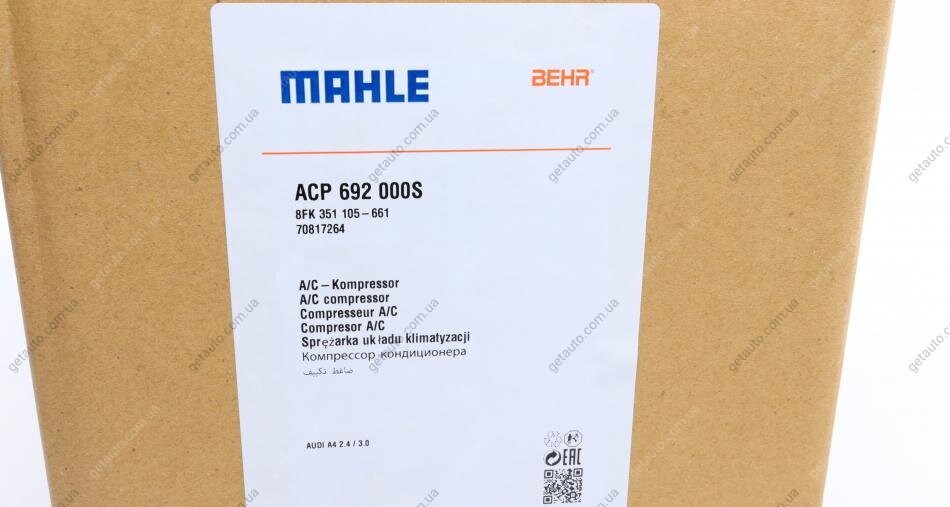 MAHLE
BEHR®
ACP 692 000S
8FK 351 105-661
70817264
A/C - Kompressor
A/C compressor
Compresseur A/C
Compresor A/C
Sprężarka układu klimatyzacji
Компрессор кондиционера
ضاغط تكييف
AUDI A4 2.4 / 3.0
EAC
getauto.com.ua